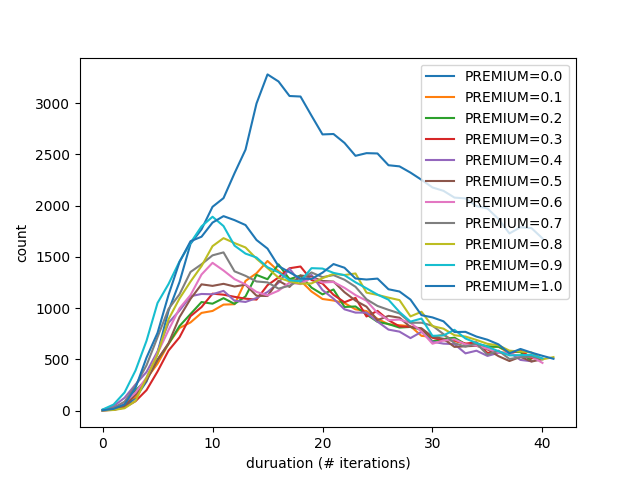 3000
2500
2000
1500
1000
500
0
count
0
10
20
30
40
duruation (# iterations)
PREMIUM=0.0
PREMIUM=0.1
PREMIUM=0.2
PREMIUM=0.3
PREMIUM=0.4
PREMIUM=0.5
PREMIUM=0.6
PREMIUM=0.7
PREMIUM=0.8
PREMIUM=0.9
PREMIUM=1.0